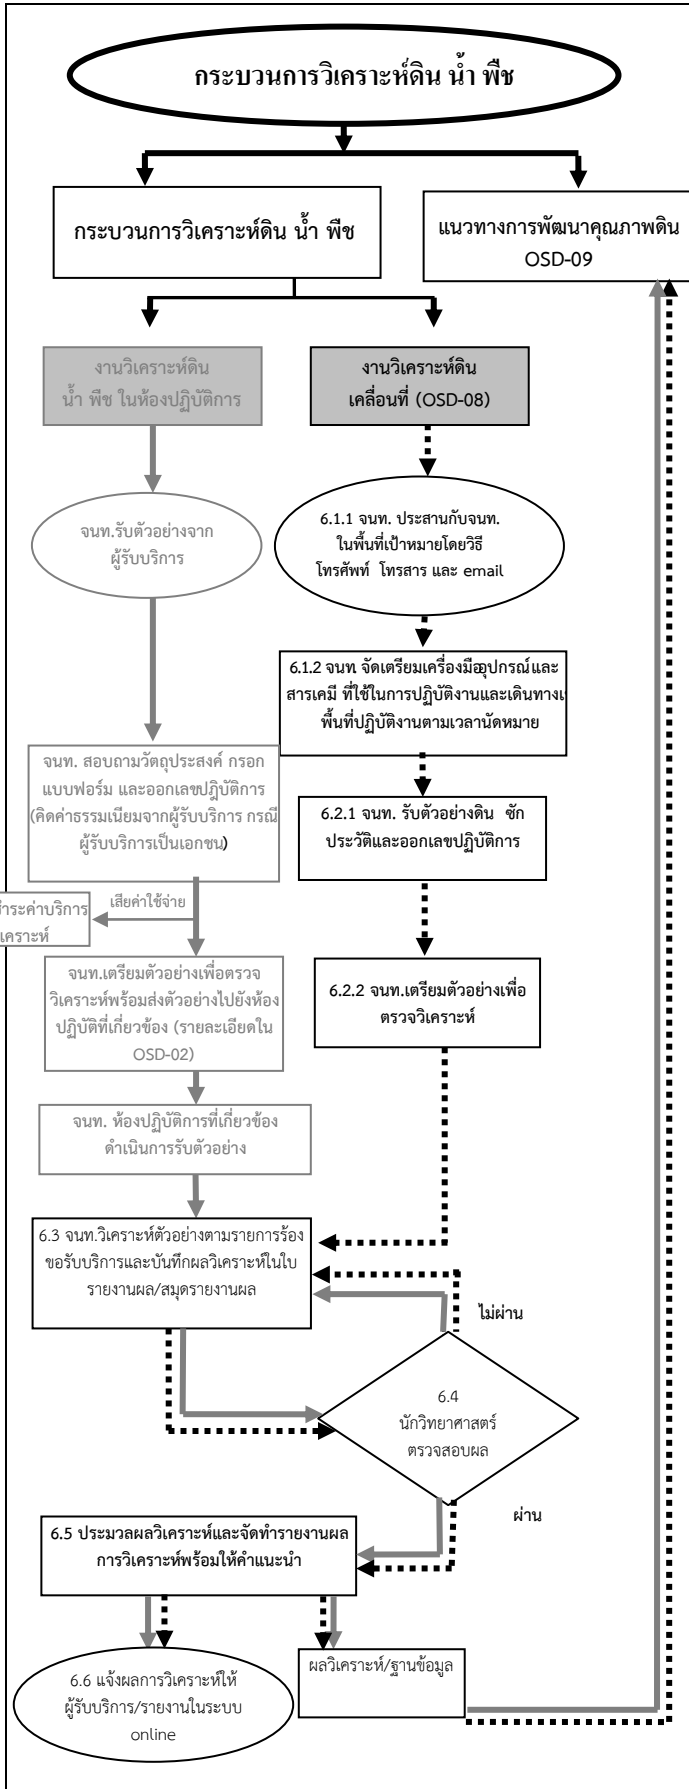 กระบวนการวิเคราะห์ดิน น้ำ พืช
กระบวนการวิเคราะห์ดิน น้ำ พืช
แนวทางการพัฒนาคุณภาพดิน
OSD-09
งานวิเคราะห์ดิน
น้ำ พืช ในห้องปฏิบัติการ
งานวิเคราะห์ดิน
เคลื่อนที่ (OSD-08)
จนท.รับตัวอย่างจาก
ผู้รับบริการ
6.1.1 จนท. ประสานกับจนท.
ในพื้นที่เป้าหมายโดยวิธี
โทรศัพท์ โทรสาร และ email
6.1.2 จนท. จัดเตรียมเครื่องมืออุปกรณ์และ
สารเคมี ที่ใช้ในการปฏิบัติงานและเดินทาง
พื้นที่ปฏิบัติงานตามเวลานัดหมาย
จนท. สอบถามวัตถุประสงค์ กรอก
แบบฟอร์ม และออกเลขปฏิบัติการ
(คิดค่าธรรมเนียมจากผู้รับบริการ กรณี
ผู้รับบริการเป็นเอกชน)
6.2.1 จนท. รับตัวอย่างดิน ซัก
ประวัติและออกเลขปฏิบัติการ
เสียค่าใช้จ่าย
ชำระค่าบริการ
เคราะห์
จนท.เตรียมตัวอย่างเพื่อตรวจ
วิเคราะห์พร้อมส่งตัวอย่างไปยังห้อง
ปฏิบัติที่เกี่ยวข้อง (รายละเอียดใน
OSD-02)
6.2.2 จนท.เตรียมตัวอย่างเพื่อ
ตรวจวิเคราะห์
จนท. ห้องปฏิบัติการที่เกี่ยวข้อง
ดำเนินการรับตัวอย่าง
6.3 จนท.วิเคราะห์ตัวอย่างตามรายการร้อง
ขอรับบริการและบันทึกผลวิเคราะห์ในใบ
รายงานผล/สมุดรายงานผล
ไม่ผ่าน
6.4
นักวิทยาศาสตร์
ตรวจสอบผล
ผ่าน
6.5 ประมวลผลวิเคราะห์และจัดทำรายงานผล
การวิเคราะห์พร้อมให้คำแนะนำ
6.6 แจ้งผลการวิเคราะห์ให้
ผู้รับบริการ/รายงานในระบบ
online
ผลวิเคราะห์/ฐานข้อมูล